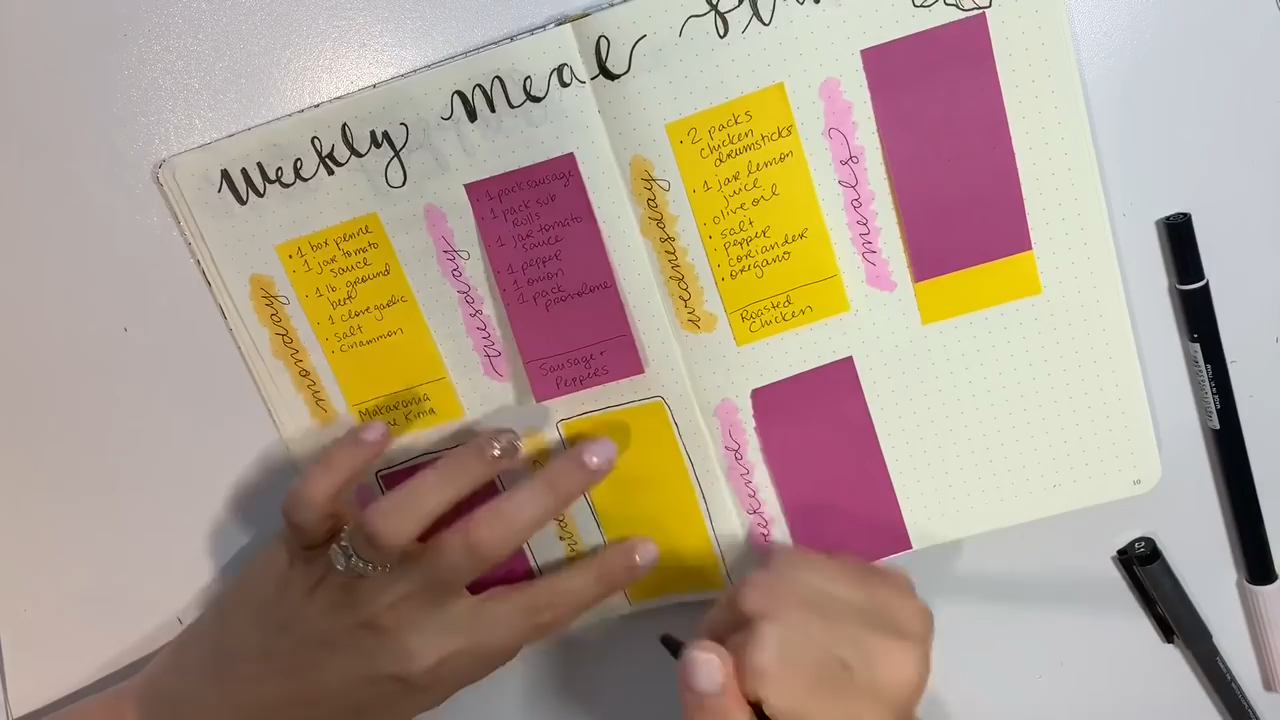 Weekly Meal
monday
• 1 box penne
• 1 jar tomato
sauce
• 1 lb. ground
beef
• 1 clove garlic
• salt
• cinammon
Makaronia
Kima
tuesday
• 1 pack sausage
• 1 pack sub
rolls
• 1 jar tomato
sauce
• 1 pepper
• 1 onion
• 1 pack
provolone
Sausage +
Peppers
wednesday
• 2 packs
chicken
drumsticks
• 1 jar lemon
juice
• olive oil
• salt
• pepper
• coriander
• oregano
Roasted
Chicken
meals
10